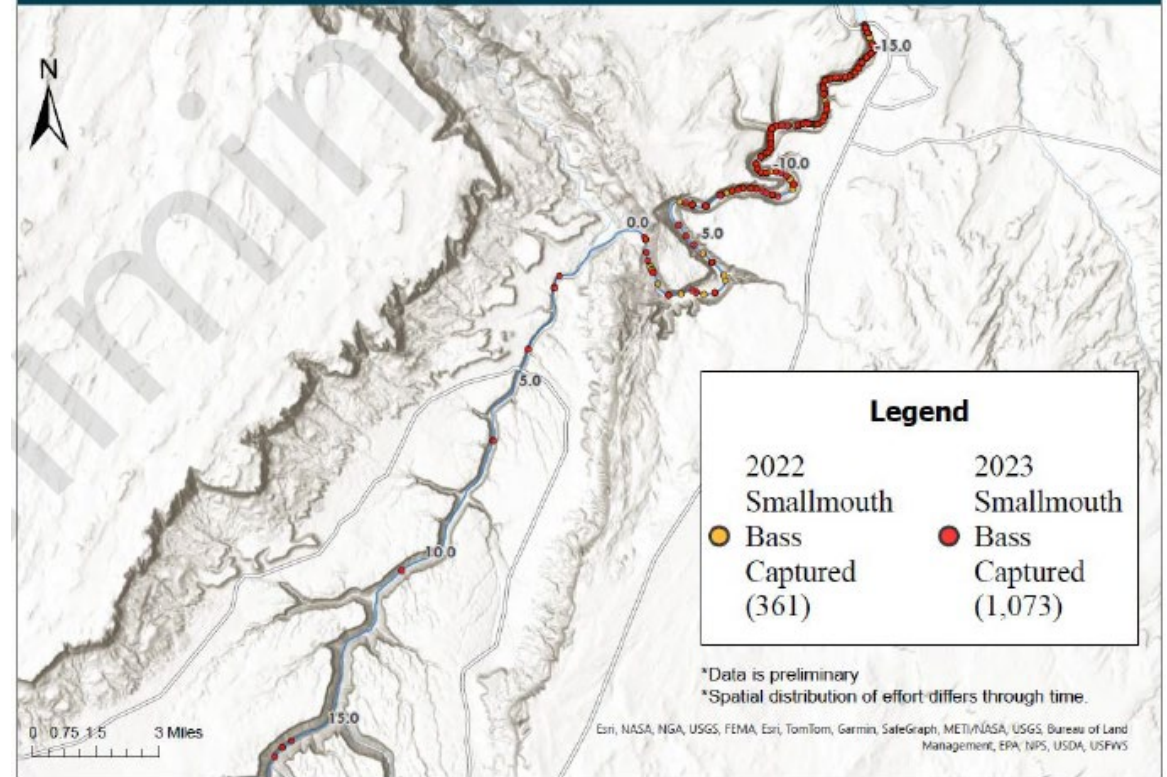 N
-15.0
-10.0
0.0
-5.0
5.0
10.0
15.0
Legend
2022
Smallmouth
Bass
Captured
(361)
2023
Smallmouth
Bass
Captured
(1,073)
*Data is preliminary
*Spatial distribution of effort differs through time.
0 0.75 1.5 3 Miles
Esri, NASA, NGA, USGS, FEMA, Esri, TomTom, Garmin, SafeGraph, METI/NASA, USGS, Bureau of Land
Management, EPA, NPS, USDA, USFWS